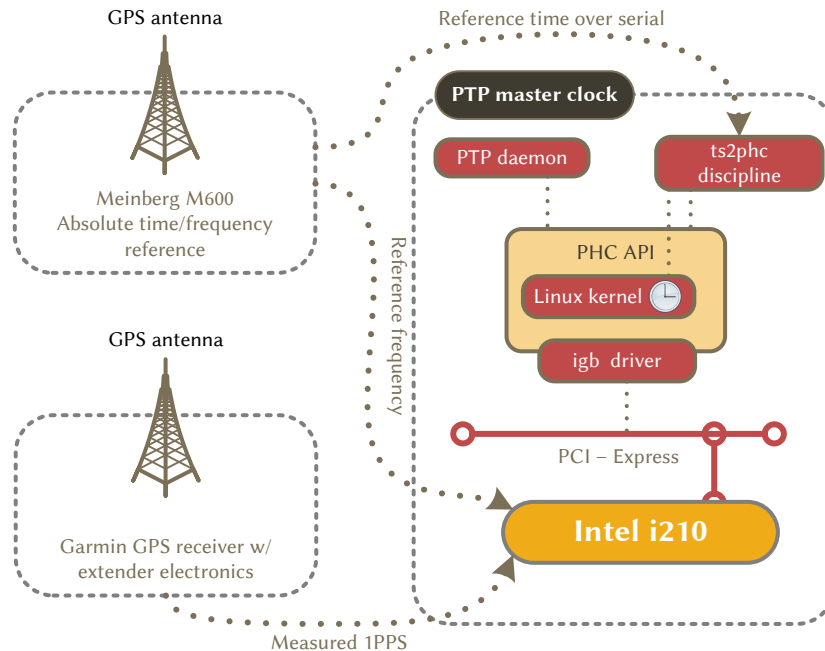 GPS antenna
Meinberg M600
Absolute time/frequency
reference
Reference time over serial
PTP master clock
PTP daemon
ts2phc
discipline
PHC API
Linux kernel
igb driver
Reference frequency
PCI – Express
Intel i210
GPS antenna
Garmin GPS receiver w/
extender electronics
Measured 1PPS